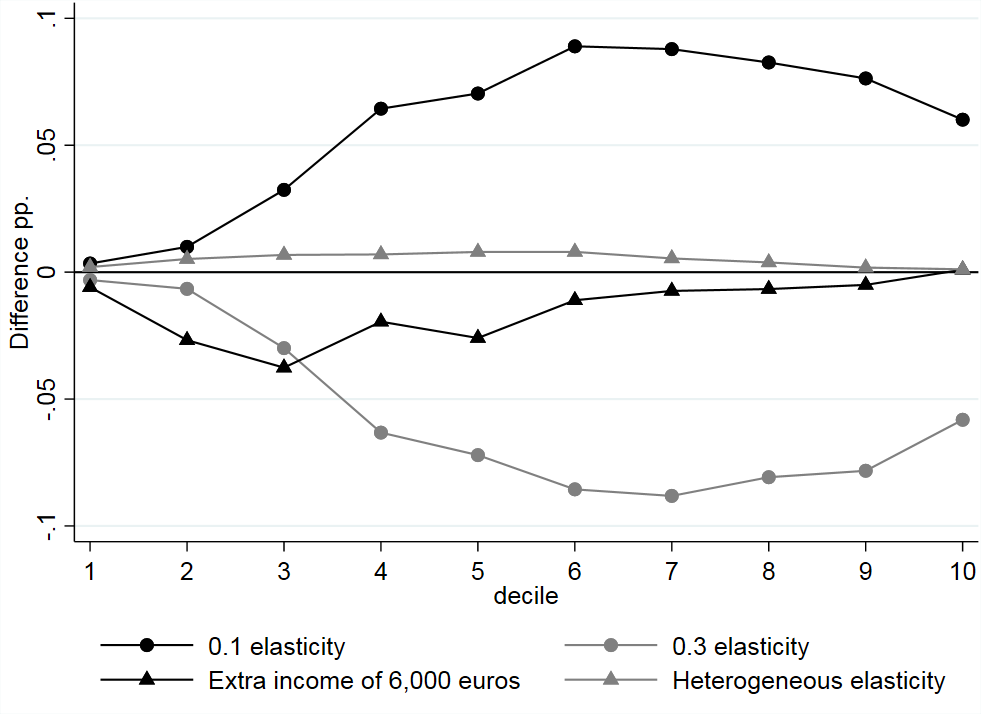 .1
.05
0
-.05
-.1
Difference pp.
1 2 3 4 5 6 7 8 9 10
decile
0.1 elasticity 0.3 elasticity
Extra income of 6,000 euros Heterogeneous elasticity